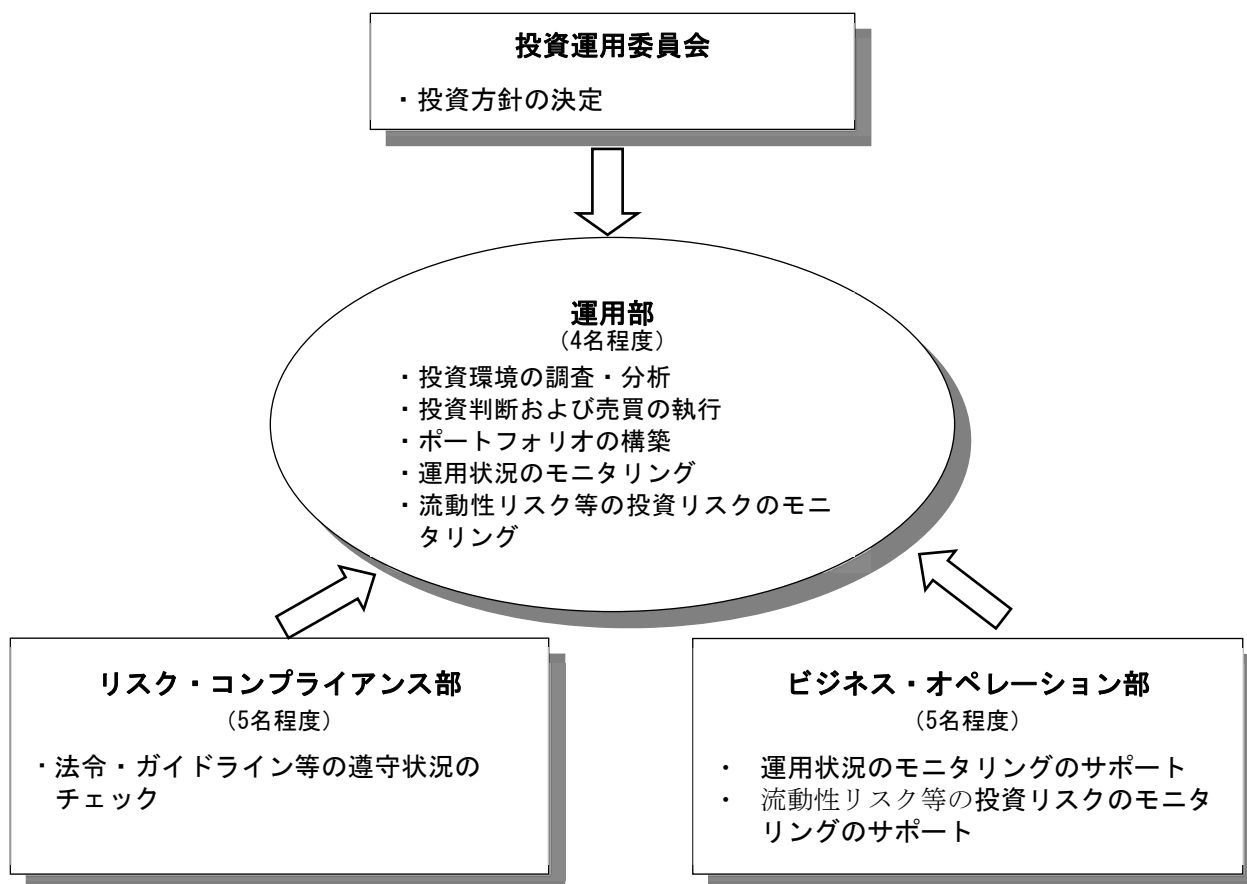 投資運用委員会
・投資方針の決定
運用部
（4名程度）
・投資環境の調査・分析
・投資判断および売買の執行
・ポートフォリオの構築
・運用状況のモニタリング
・流動性リスク等の投資リスクのモニ
タリング
リスク・コンプライアンス部
（5名程度）
・法令・ガイドライン等の遵守状況の
チェック
ビジネス・オペレーション部
（5名程度）
・ 運用状況のモニタリングのサポート
・ 流動性リスク等の投資リスクのモニタ
リングのサポート